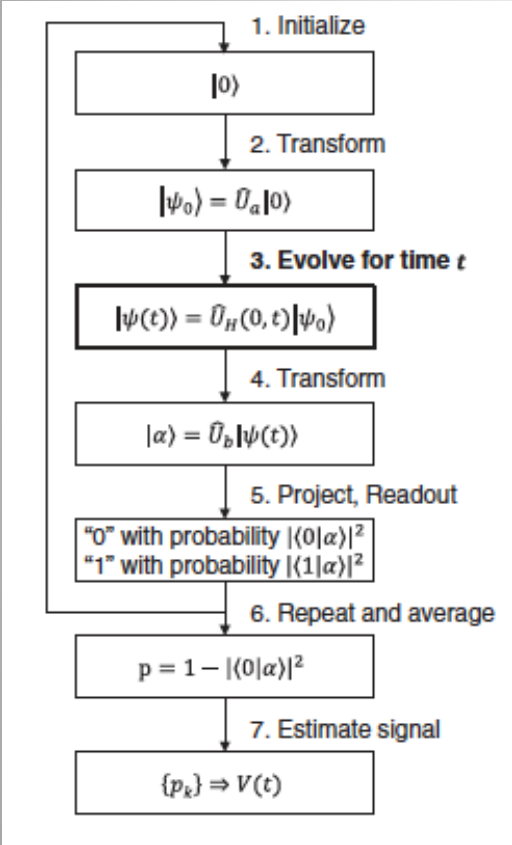 1. Initialize
|0⟩
2. Transform
|ψ₀⟩ = Û_a|0⟩
3. Evolve for time t
|ψ(t)⟩ = Û_H(0, t)|ψ₀⟩
4. Transform
|α⟩ = Û_b|ψ(t)⟩
5. Project, Readout
“0” with probability |⟨0|α⟩|²
“1” with probability |⟨1|α⟩|²
6. Repeat and average
p = 1 − |⟨0|α⟩|²
7. Estimate signal
{p_k} ⇒ V(t)